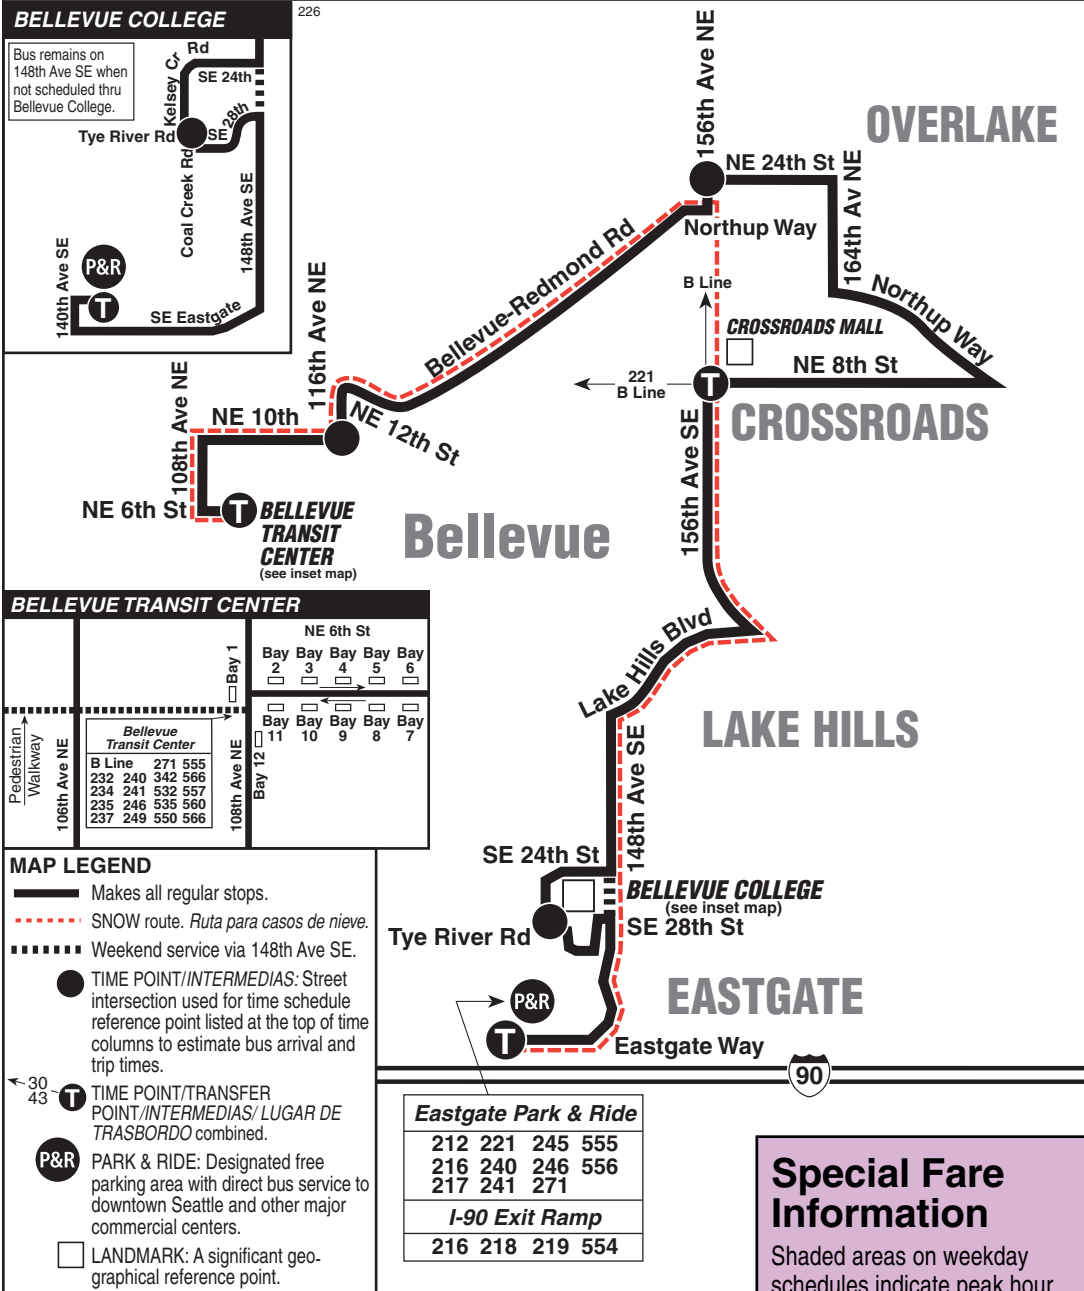 BELLEVUE COLLEGE
226
Bus remains on
148th Ave SE when
not scheduled thru
Bellevue College.
Kelsey Cr
Rd
SE 24th
SE 28th
Tye River Rd
Coal Creek Rd
148th Ave SE
140th Ave SE
P&R
T
SE Eastgate
156th Ave NE
OVERLAKE
NE 24th St
164th Av NE
Northup Way
Northup Way
Bellevue-Redmond Rd
B Line
CROSSROADS MALL
221
B Line
T
NE 8th St
CROSSROADS
116th Ave NE
108th Ave NE
NE 10th
NE 12th St
NE 6th St
T
BELLEVUE
TRANSIT
CENTER
(see inset map)
Bellevue
156th Ave SE
Lake Hills Blvd
LAKE HILLS
148th Ave SE
SE 24th St
BELLEVUE COLLEGE
(see inset map)
SE 28th St
Tye River Rd
P&R
EASTGATE
T
Eastgate Way
90
BELLEVUE TRANSIT CENTER
NE 6th St
Bay 1
Bay Bay Bay Bay Bay
2 3 4 5 6
Bay Bay Bay Bay Bay
11 10 9 8 7
Bay 12
Pedestrian
Walkway
106th Ave NE
108th Ave NE
Bellevue
Transit Center
B Line 271 555
232 240 342 566
234 241 532 557
235 246 535 560
237 249 550 566
MAP LEGEND
Makes all regular stops.
SNOW route. Ruta para casos de nieve.
Weekend service via 148th Ave SE.
TIME POINT/INTERMEDIAS: Street
intersection used for time schedule
reference point listed at the top of time
columns to estimate bus arrival and
trip times.
30
43
T
TIME POINT/TRANSFER
POINT/INTERMEDIAS/ LUGAR DE
TRASBORDO combined.
P&R
PARK & RIDE: Designated free
parking area with direct bus service to
downtown Seattle and other major
commercial centers.
LANDMARK: A significant geo-
graphical reference point.
Eastgate Park & Ride
212 221 245 555
216 240 246 556
217 241 271
I-90 Exit Ramp
216 218 219 554
Special Fare
Information
Shaded areas on weekday
schedules indicate peak hour